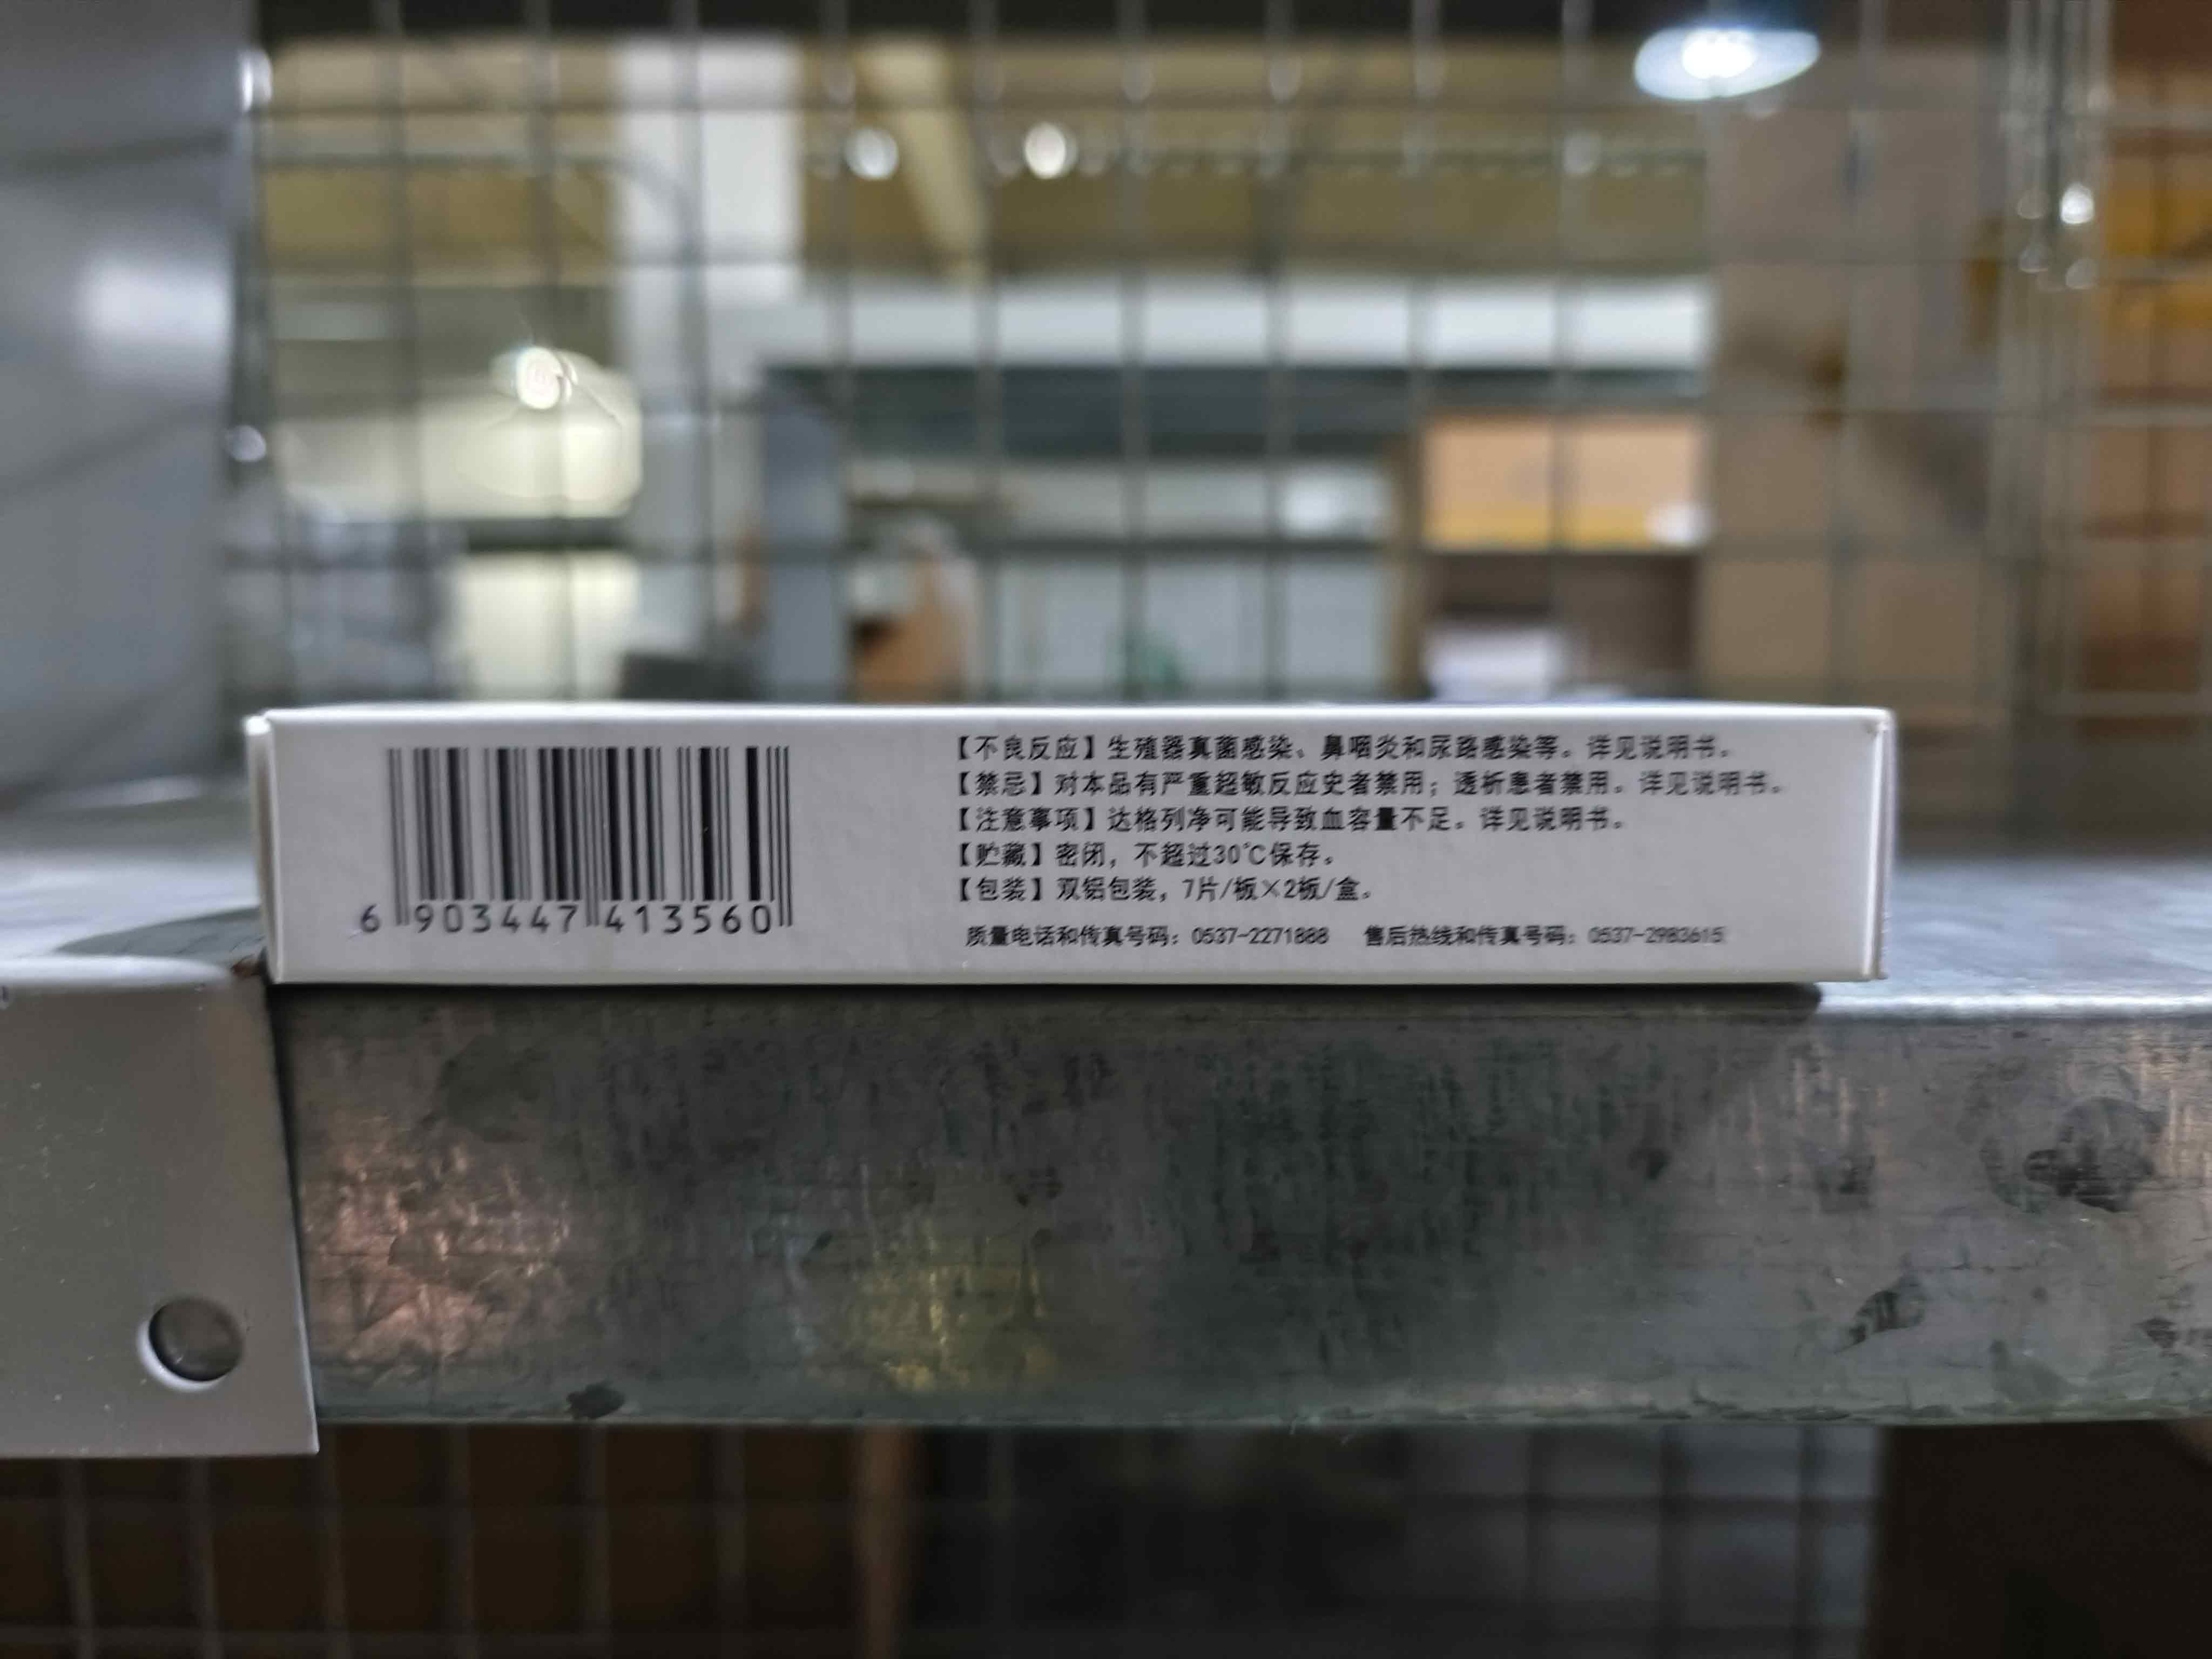 6 903447 413560
【不良反应】生殖器真菌感染、鼻咽炎和尿路感染等。详见说明书。
【禁忌】对本品有严重超敏反应史者禁用；透析患者禁用。详见说明书。
【注意事项】达格列净可能导致血容量不足。详见说明书。
【贮藏】密闭，不超过30℃保存。
【包装】双铝包装，7片/板×2板/盒。
质量电话和传真号码：0537-2271888 售后热线和传真号码：0537-2983615